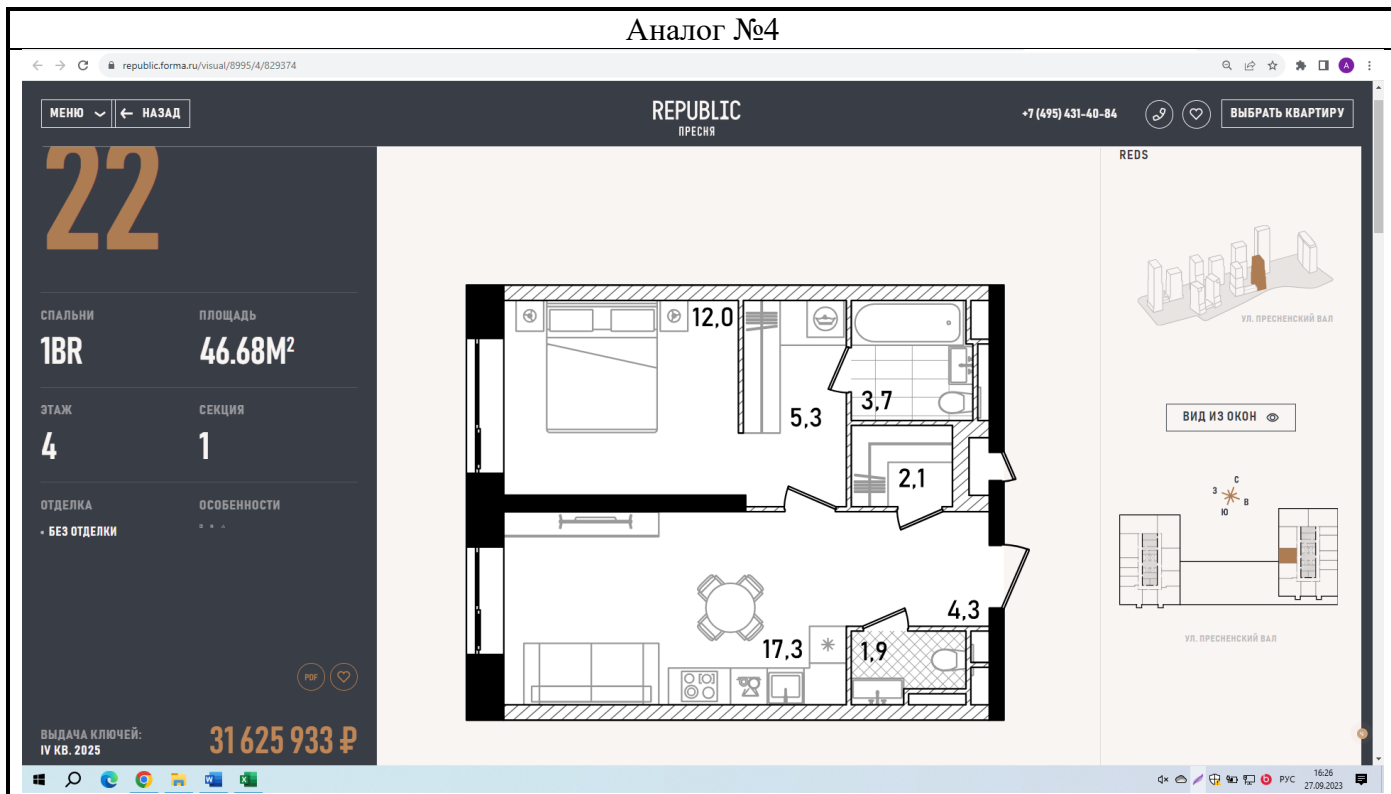 Аналог №4
republic.forma.ru/visual/8995/4/829374
A
МЕНЮ
НАЗАД
REPUBLIC
ПРЕСНЯ
+7 (495) 431-40-84
ВЫБРАТЬ КВАРТИРУ
22
СПАЛЬНИ ПЛОЩАДЬ
1BR 46.68М²
ЭТАЖ СЕКЦИЯ
4 1
ОТДЕЛКА ОСОБЕННОСТИ
• БЕЗ ОТДЕЛКИ
PDF
ВЫДАЧА КЛЮЧЕЙ:
IV КВ. 2025
31 625 933 ₽
12,0
5,3
3,7
2,1
4,3
17,3
1,9
REDS
УЛ. ПРЕСНЕНСКИЙ ВАЛ
ВИД ИЗ ОКОН
С
З
В
Ю
УЛ. ПРЕСНЕНСКИЙ ВАЛ
РУС
16:26
27.09.2023